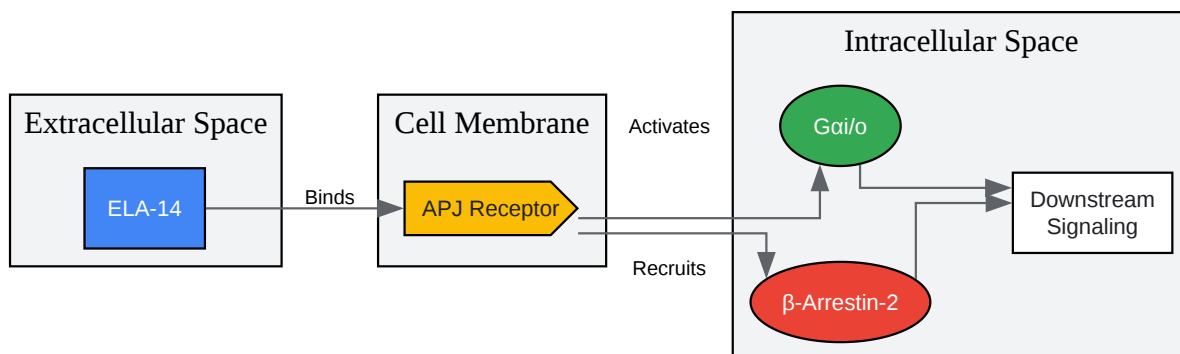 Extracellular Space
ELA-14
Binds
Cell Membrane
APJ Receptor
Activates
Recruits
Intracellular Space
Gαi/o
β-Arrestin-2
Downstream
Signaling